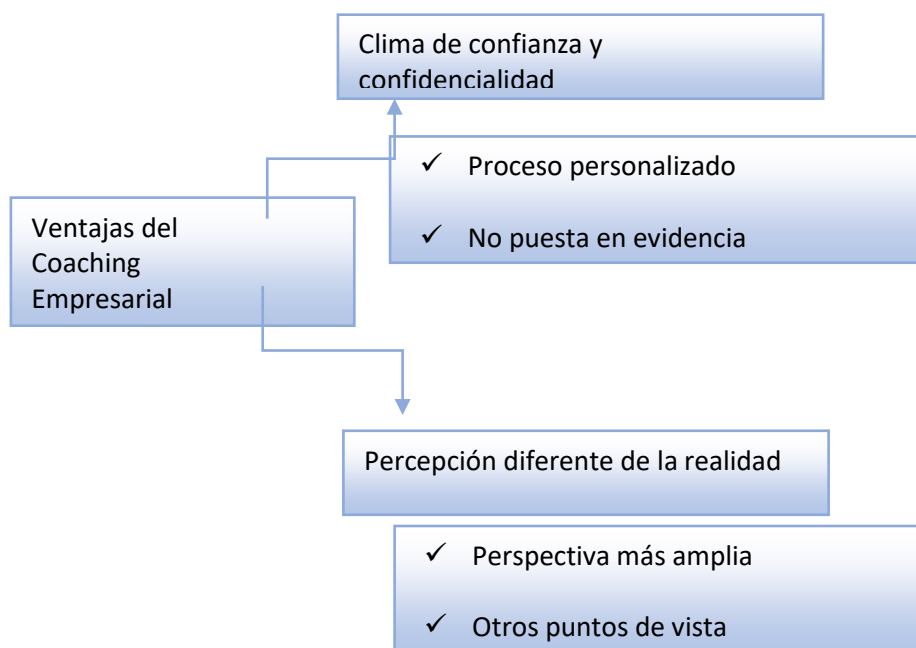 Clima de confianza y
confidencialidad
✓ Proceso personalizado
✓ No puesta en evidencia
Ventajas del
Coaching
Empresarial
Percepción diferente de la realidad
✓ Perspectiva más amplia
✓ Otros puntos de vista